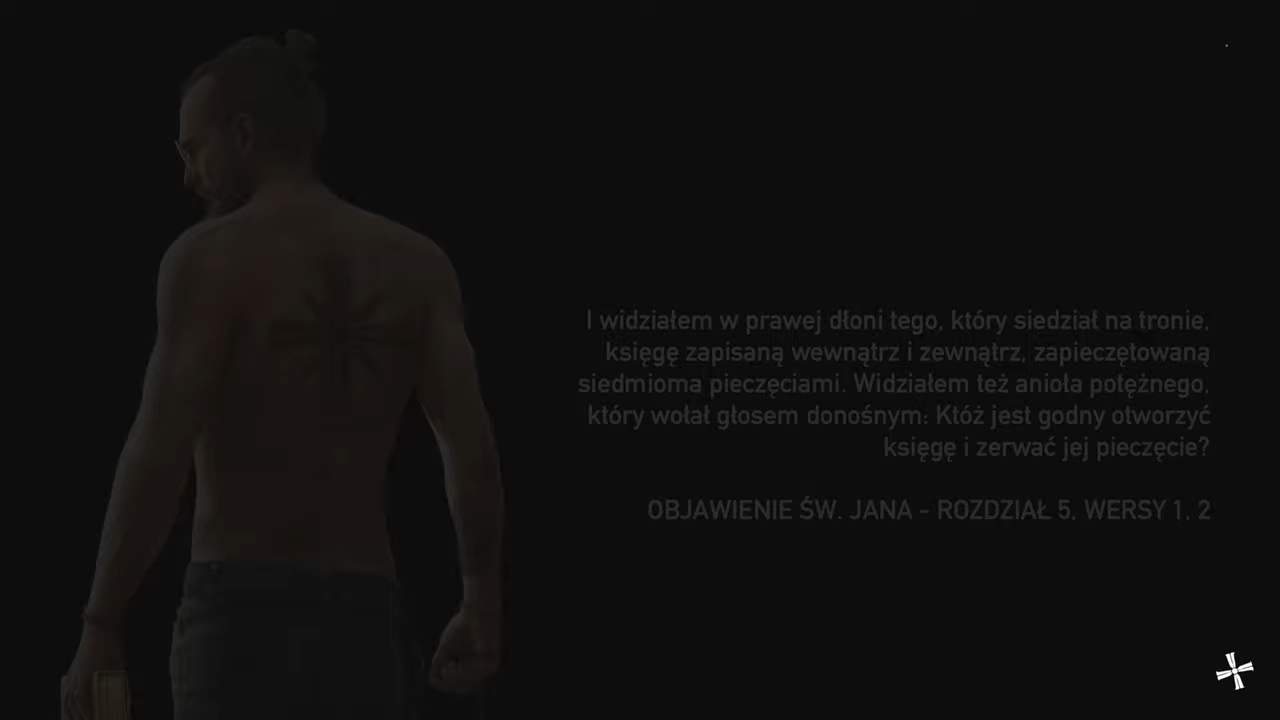 I widziałem w prawej dłoni tego, który siedział na tronie,
księgę zapisaną wewnątrz i zewnątrz, zapieczętowaną
siedmioma pieczęciami. Widziałem też anioła potężnego,
który wołał głosem donośnym: Któż jest godny otworzyć
księgę i zerwać jej pieczęcie?
OBJAWIENIE ŚW. JANA - ROZDZIAŁ 5, WERSY 1, 2